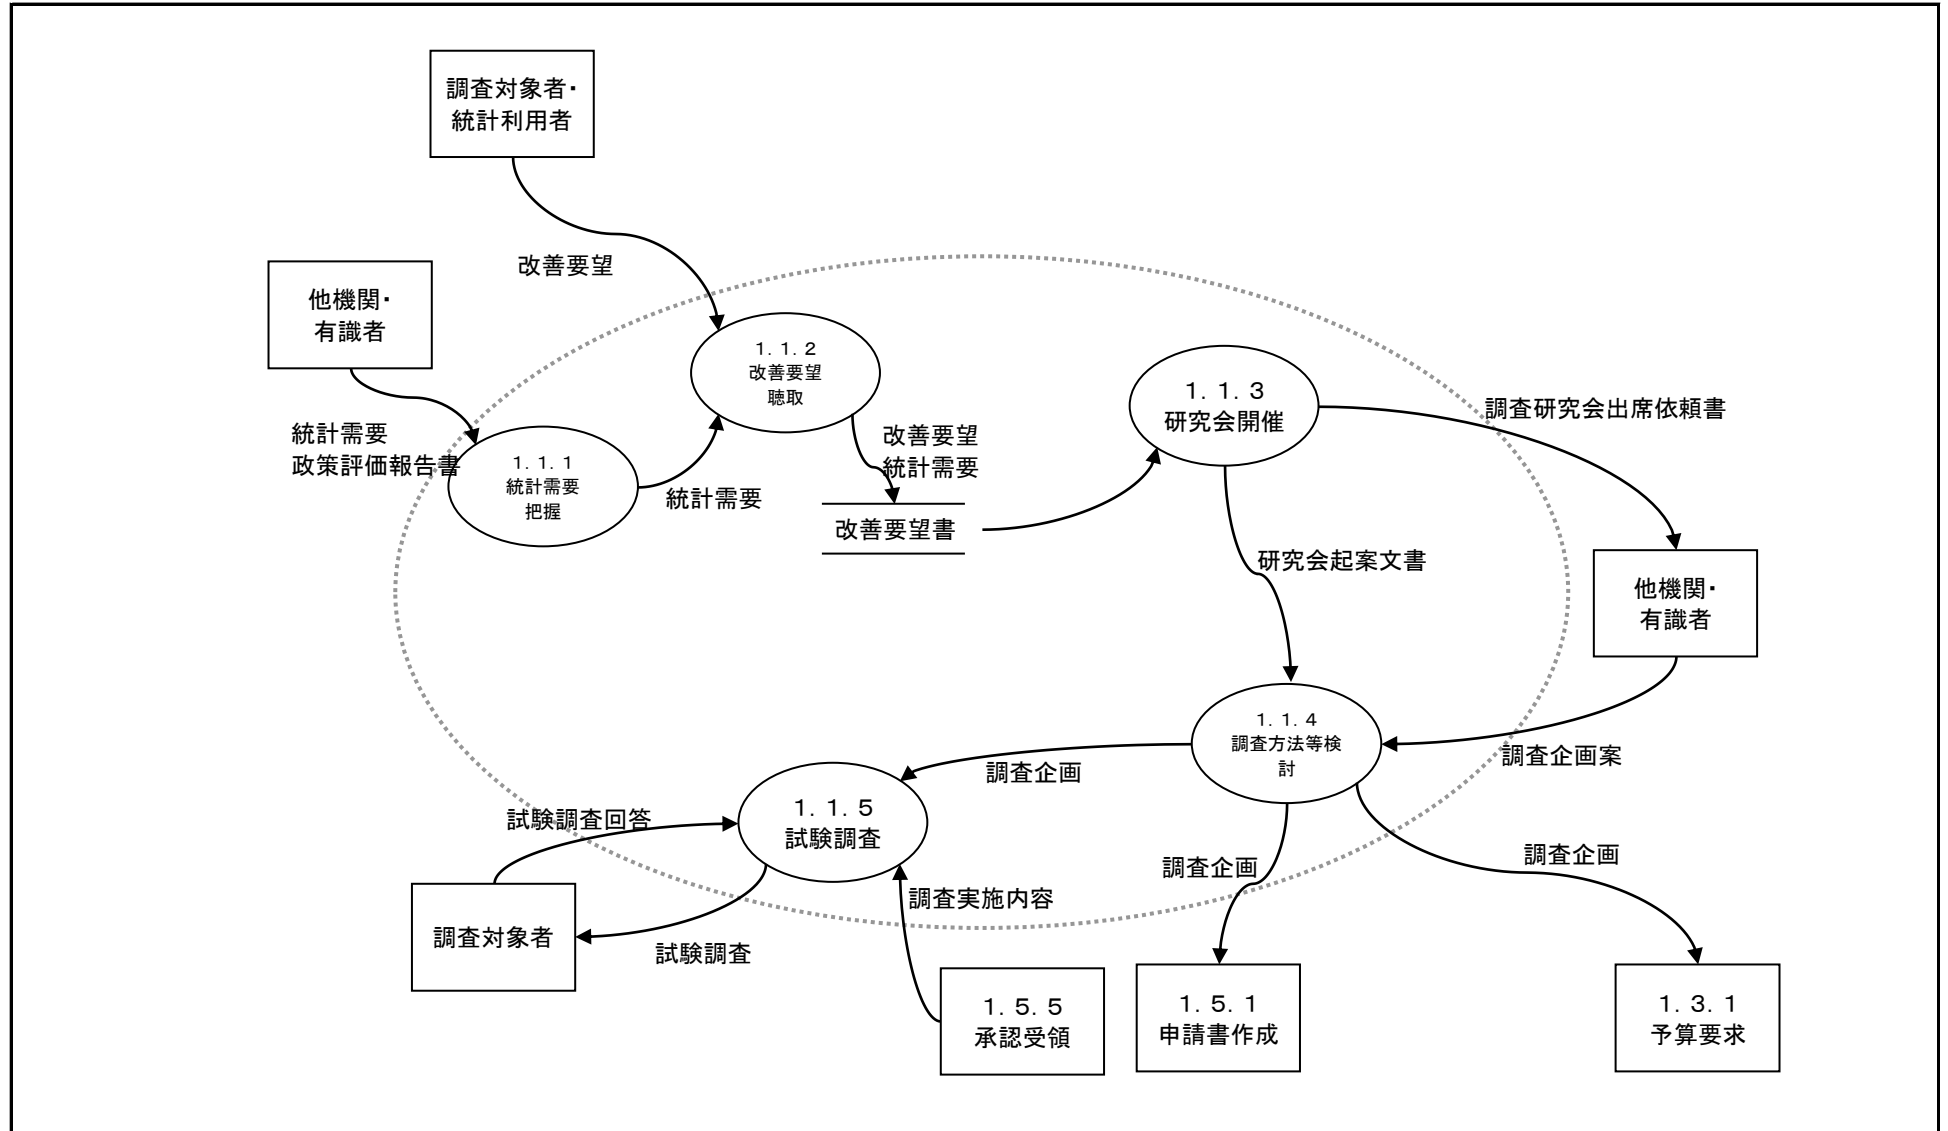 調査対象者・
統計利用者
改善要望
他機関・
有識者
統計需要
政策評価報告書
１．１．１
統計需要
把握
統計需要
１．１．２
改善要望
聴取
改善要望
統計需要
改善要望書
１．１．３
研究会開催
調査研究会出席依頼書
研究会起案文書
他機関・
有識者
調査企画案
１．１．４
調査方法等検
討
調査企画
１．１．５
試験調査
試験調査回答
調査対象者
試験調査
調査実施内容
１．５．５
承認受領
調査企画
１．５．１
申請書作成
調査企画
１．３．１
予算要求